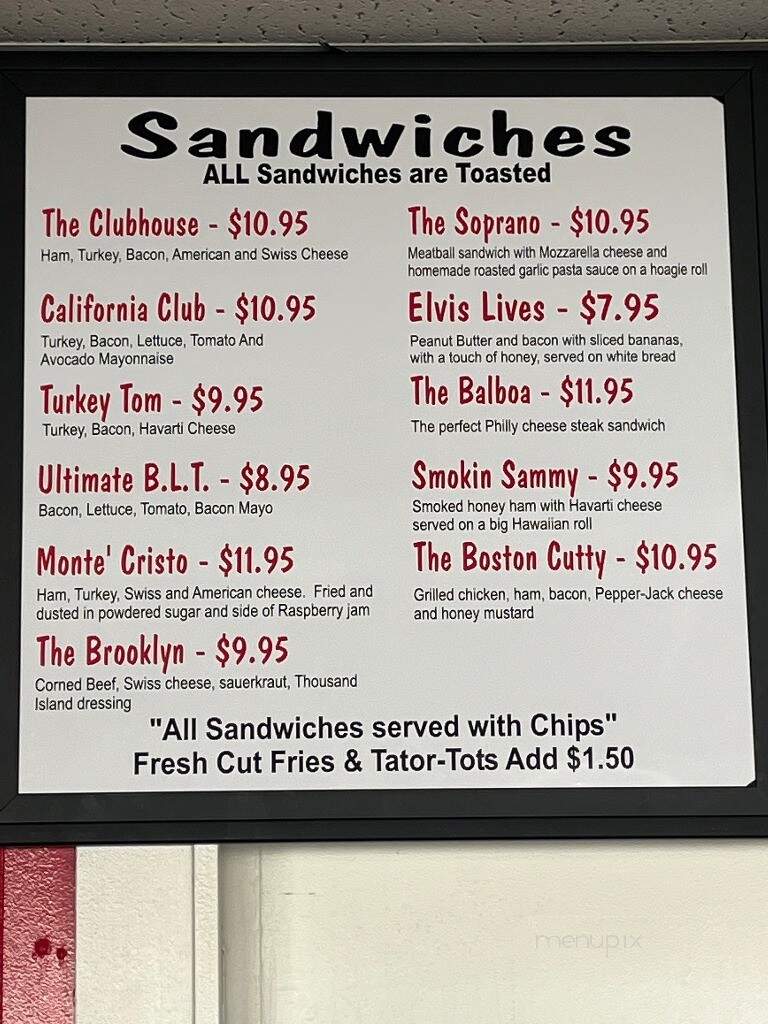 Sandwiches
ALL Sandwiches are Toasted
The Clubhouse - $10.95
Ham, Turkey, Bacon, American and Swiss Cheese
California Club - $10.95
Turkey, Bacon, Lettuce, Tomato And
Avocado Mayonnaise
Turkey Tom - $9.95
Turkey, Bacon, Havarti Cheese
Ultimate B.L.T. - $8.95
Bacon, Lettuce, Tomato, Bacon Mayo
Monte' Cristo - $11.95
Ham, Turkey, Swiss and American cheese. Fried and
dusted in powdered sugar and side of Raspberry jam
The Brooklyn - $9.95
Corned Beef, Swiss cheese, sauerkraut, Thousand
Island dressing
The Soprano - $10.95
Meatball sandwich with Mozzarella cheese and
homemade roasted garlic pasta sauce on a hoagie roll
Elvis Lives - $7.95
Peanut Butter and bacon with sliced bananas,
with a touch of honey, served on white bread
The Balboa - $11.95
The perfect Philly cheese steak sandwich
Smokin Sammy - $9.95
Smoked honey ham with Havarti cheese
served on a big Hawaiian roll
The Boston Cutty - $10.95
Grilled chicken, ham, bacon, Pepper-Jack cheese
and honey mustard
"All Sandwiches served with Chips"
Fresh Cut Fries & Tator-Tots Add $1.50
menupix